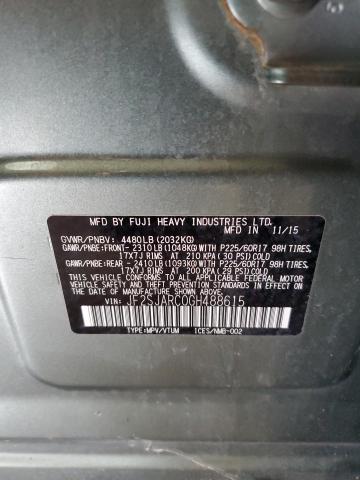 MFD BY FUJI HEAVY INDUSTRIES LTD.
MFD IN 11/15
GVWR/PNBV: 4480LB(2032KG)
GAWR/PNBE:FRONT- 2310LB(1048KG)WITH P225/60R17 98H TIRES,
17X7J RIMS AT 210 KPA(30 PSI)COLD
GAWR/PNBE:REAR - 2410LB(1093KG)WITH P225/60R17 98H TIRES,
17X7J RIMS AT 200 KPA(29 PSI)COLD
THIS VEHICLE CONFORMS TO ALL APPLICABLE FEDERAL MOTOR
VEHICLE SAFETY, BUMPER, AND THEFT PREVENTION STANDARDS
IN EFFECT ON THE DATE OF MANUFACTURE SHOWN ABOVE.
VIN: JF2SJARC0GH488615
TYPE:MPV/VTUM ICES/NMB-002